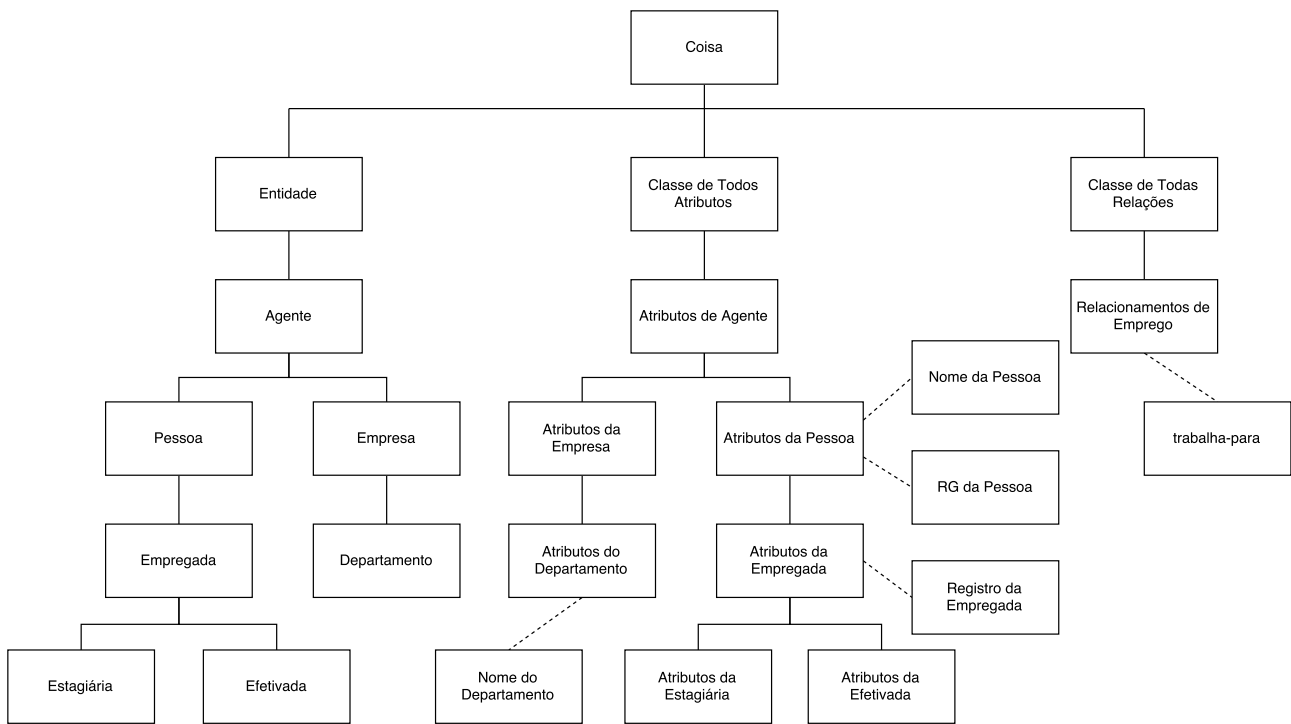 Coisa
Entidade
Classe de Todos
Atributos
Classe de Todas
Relações
Agente
Atributos de Agente
Relacionamentos de
Emprego
Nome da Pessoa
Pessoa
Empresa
Atributos da
Empresa
Atributos da Pessoa
trabalha-para
RG da Pessoa
Empregada
Departamento
Atributos do
Departamento
Atributos da
Empregada
Registro da
Empregada
Estagiária
Efetivada
Nome do
Departamento
Atributos da
Estagiária
Atributos da
Efetivada